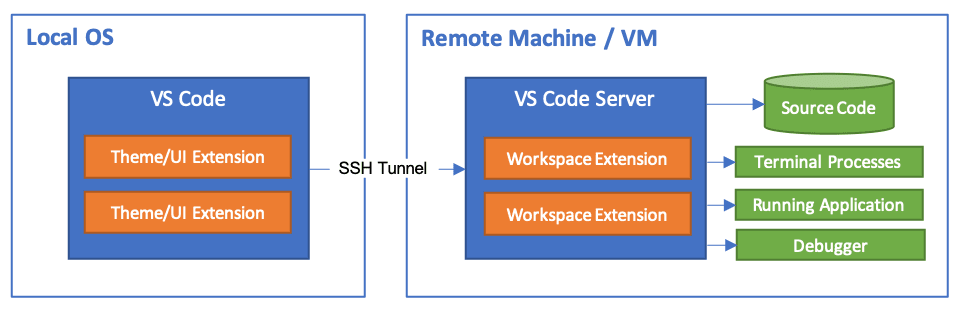 Local OS
VS Code
Theme/UI Extension
Theme/UI Extension
SSH Tunnel
Remote Machine / VM
VS Code Server
Workspace Extension
Workspace Extension
Source Code
Terminal Processes
Running Application
Debugger